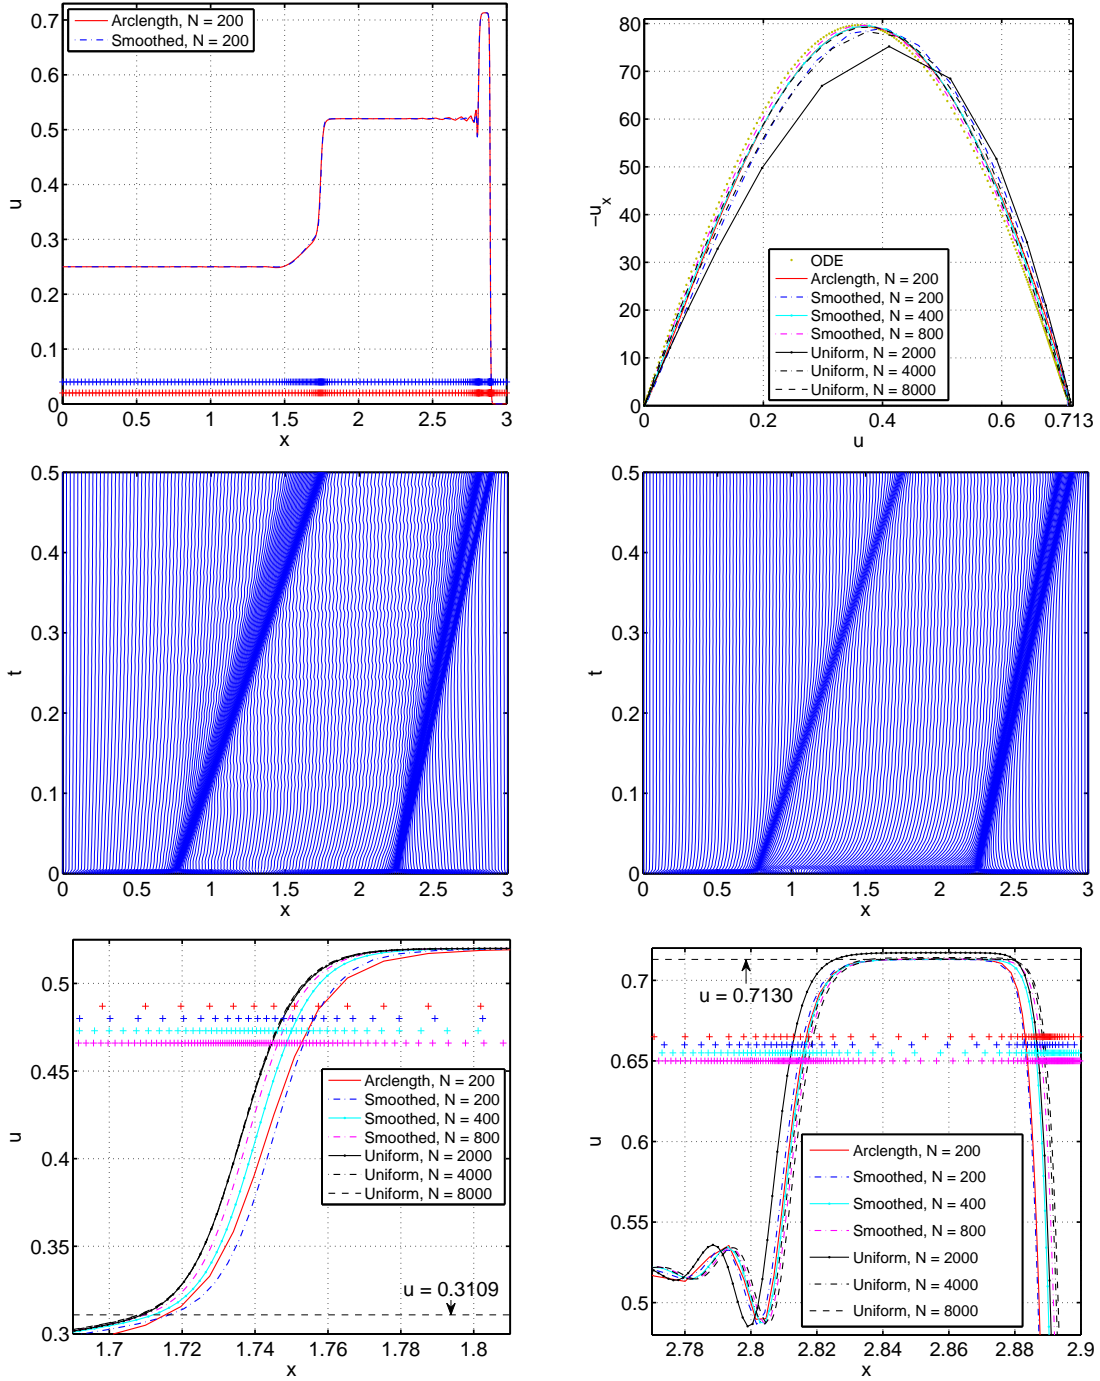 Arclength, N = 200
Smoothed, N = 200
0.7
0.6
0.5
0.4
0.3
0.2
0.1
0
u
0 0.5 1 1.5 2 2.5 3
x
80
70
60
50
40
30
20
10
0
-u_x
ODE
Arclength, N = 200
Smoothed, N = 200
Smoothed, N = 400
Smoothed, N = 800
Uniform, N = 2000
Uniform, N = 4000
Uniform, N = 8000
0 0.2 0.4 0.6 0.713
u
0.5
0.4
0.3
0.2
0.1
0
t
0 0.5 1 1.5 2 2.5 3
x
0.5
0.4
0.3
0.2
0.1
0
t
0 0.5 1 1.5 2 2.5 3
x
0.5
0.45
0.4
0.35
0.3
u
Arclength, N = 200
Smoothed, N = 200
Smoothed, N = 400
Smoothed, N = 800
Uniform, N = 2000
Uniform, N = 4000
Uniform, N = 8000
u = 0.3109
1.7 1.72 1.74 1.76 1.78 1.8
x
0.7
0.65
0.6
0.55
0.5
u
u = 0.7130
Arclength, N = 200
Smoothed, N = 200
Smoothed, N = 400
Smoothed, N = 800
Uniform, N = 2000
Uniform, N = 4000
Uniform, N = 8000
2.78 2.8 2.82 2.84 2.86 2.88 2.9
x